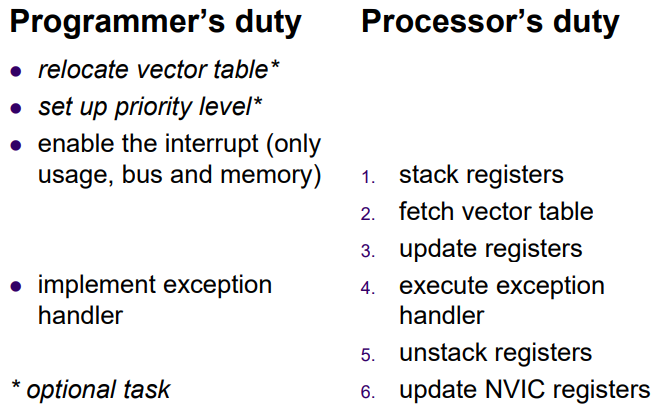 Programmer's duty
● relocate vector table*
● set up priority level*
● enable the interrupt (only
usage, bus and memory)
● implement exception
handler
* optional task
Processor's duty
1. stack registers
2. fetch vector table
3. update registers
4. execute exception
handler
5. unstack registers
6. update NVIC registers